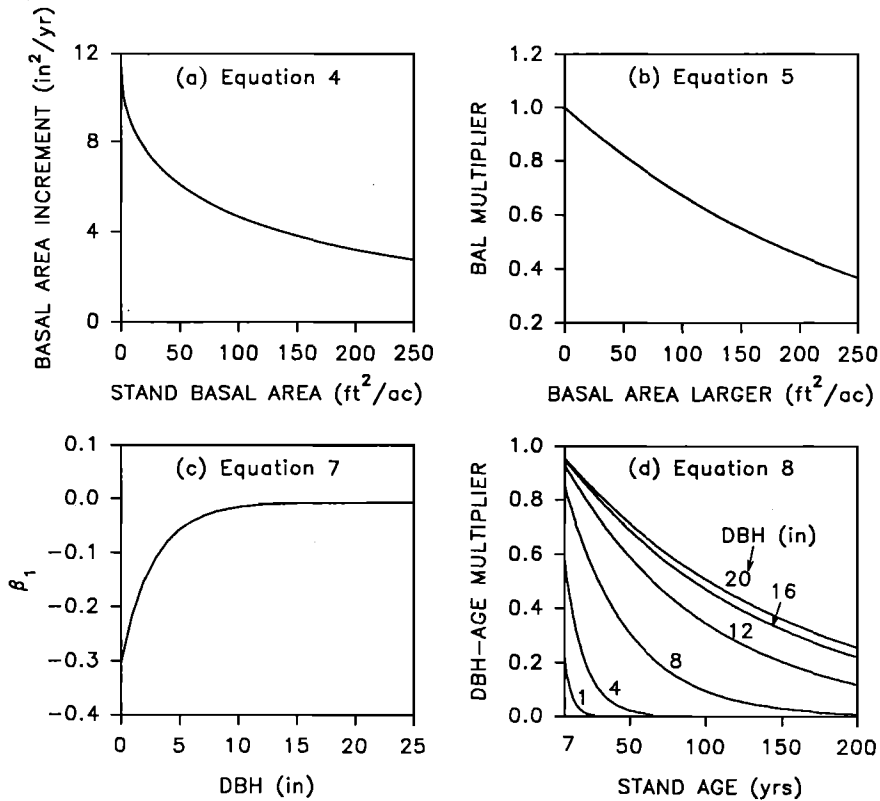 BASAL AREA INCREMENT (in²/yr)
12
8
4
0
(a) Equation 4
0 50 100 150 200 250
STAND BASAL AREA (ft²/ac)
BAL MULTIPLIER
1.2
1.0
0.8
0.6
0.4
0.2
(b) Equation 5
0 50 100 150 200 250
BASAL AREA LARGER (ft²/ac)
β₁
0.1
0.0
−0.1
−0.2
−0.3
−0.4
(c) Equation 7
0 5 10 15 20 25
DBH (in)
DBH−AGE MULTIPLIER
1.0
0.8
0.6
0.4
0.2
0.0
(d) Equation 8
DBH (in)
20
16
12
8
4
1
7 50 100 150 200
STAND AGE (yrs)